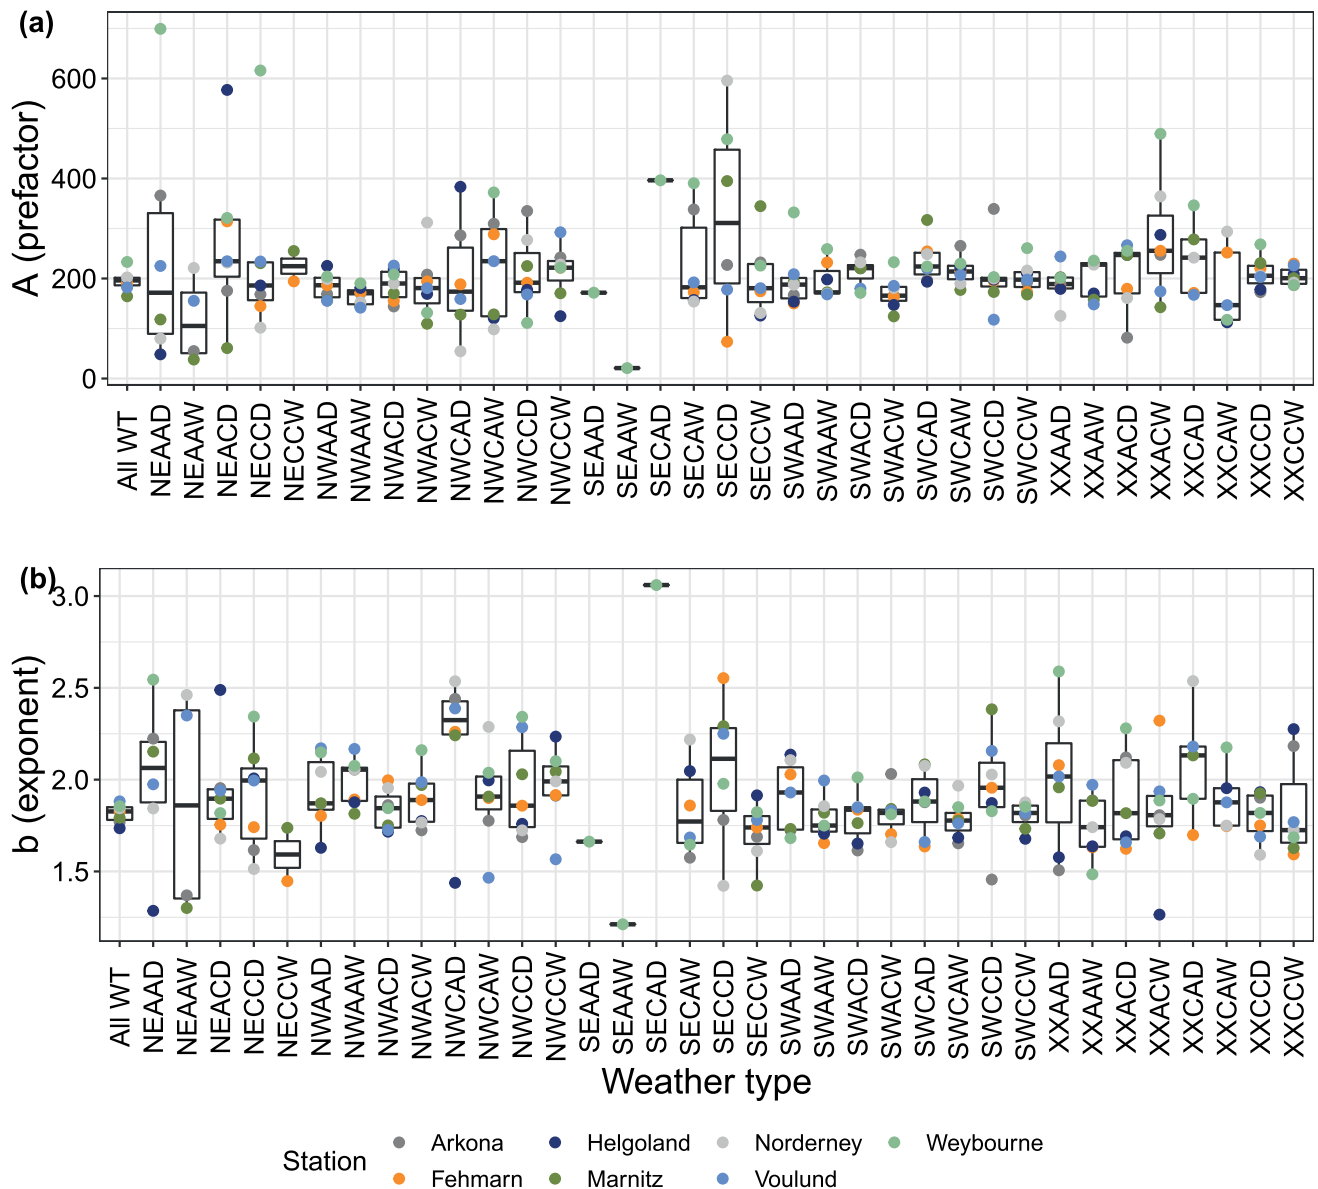 (a)
A (prefactor)
600
400
200
0
All WT NEAAD NEAAW NEACD NECCD NECCW NWAAD NWAAW NWACD NWACW NWCAD NWCAW NWCCD NWCCW SEAAD SEAAW SECAD SECAW SECCD SECCW SWAAD SWAAW SWACD SWACW SWCAD SWCAW SWCCD SWCCW XXAAD XXAAW XXACD XXACW XXCAD XXCAW XXCCD XXCCW
(b)
b (exponent)
3.0
2.5
2.0
1.5
All WT NEAAD NEAAW NEACD NECCD NECCW NWAAD NWAAW NWACD NWACW NWCAD NWCAW NWCCD NWCCW SEAAD SEAAW SECAD SECAW SECCD SECCW SWAAD SWAAW SWACD SWACW SWCAD SWCAW SWCCD SWCCW XXAAD XXAAW XXACD XXACW XXCAD XXCAW XXCCD XXCCW
Weather type
Station
Arkona Helgoland Norderney Weybourne
Fehmarn Marnitz Voulund